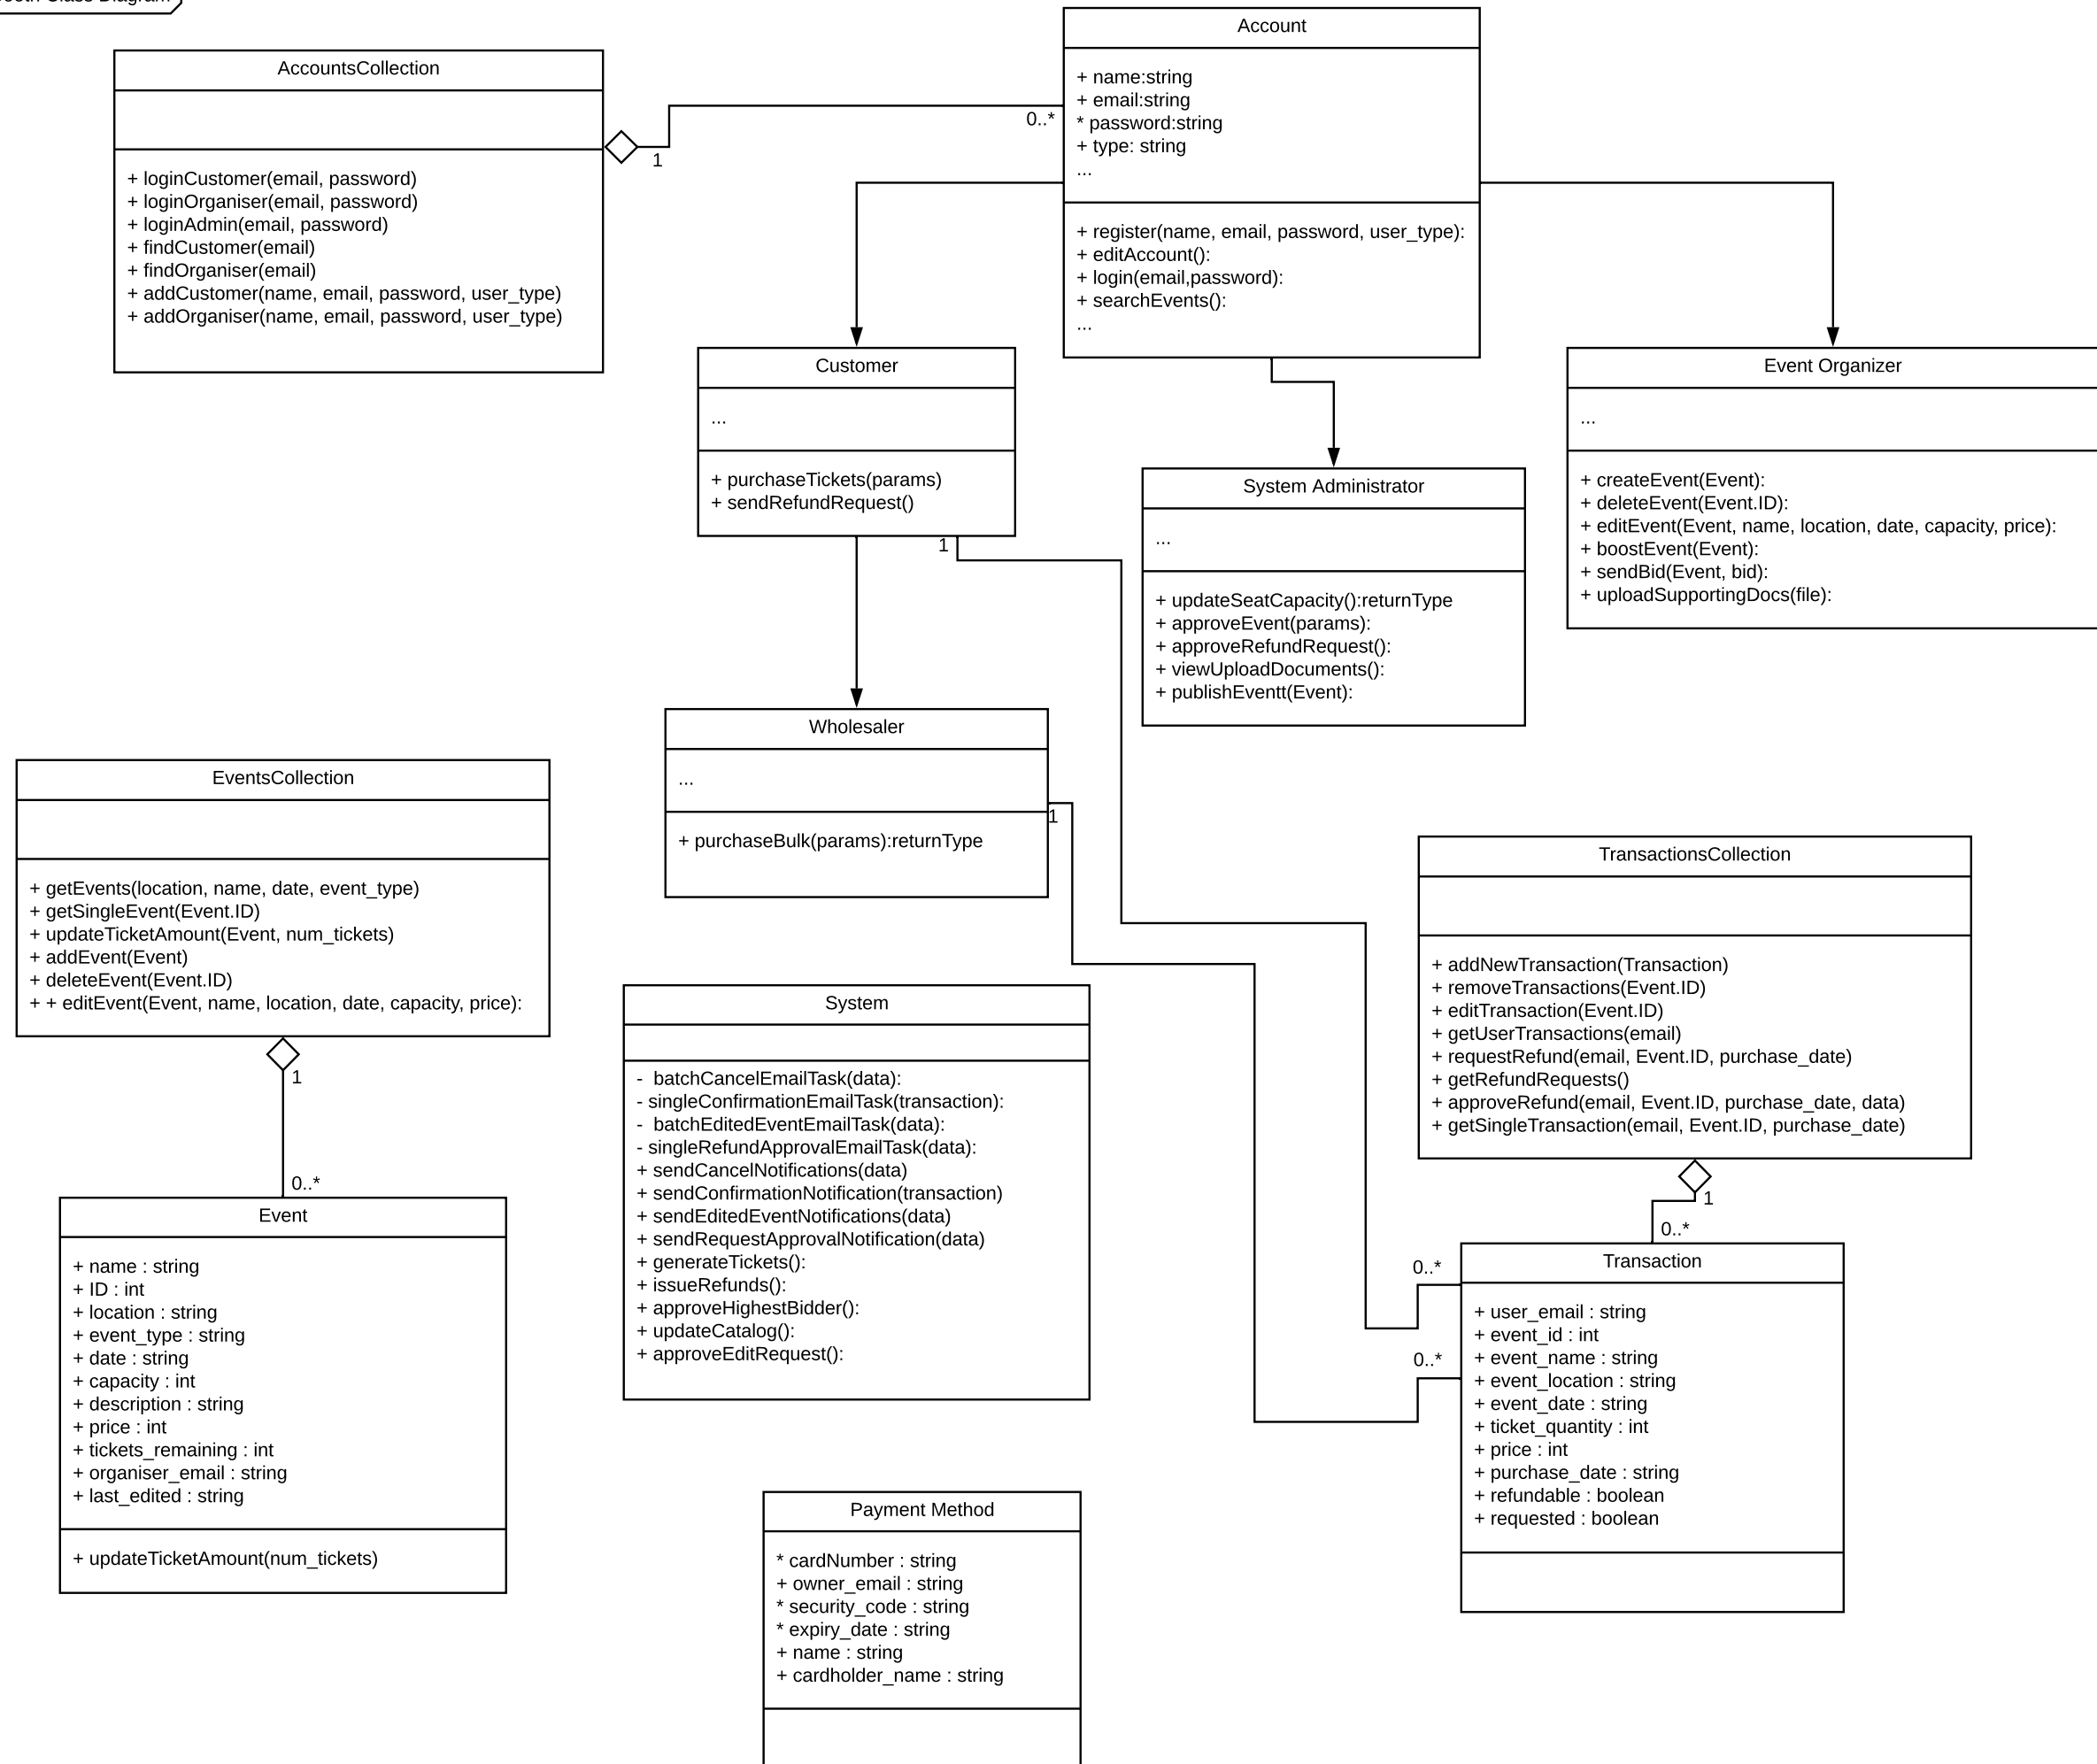 Class Diagram
Account
+ name:string
+ email:string
* password:string
+ type: string
...
+ register(name, email, password, user_type):
+ editAccount():
+ login(email,password):
+ searchEvents():
...
AccountsCollection
+ loginCustomer(email, password)
+ loginOrganiser(email, password)
+ loginAdmin(email, password)
+ findCustomer(email)
+ findOrganiser(email)
+ addCustomer(name, email, password, user_type)
+ addOrganiser(name, email, password, user_type)
1
0..*
Customer
...
+ purchaseTickets(params)
+ sendRefundRequest()
1
Event Organizer
...
+ createEvent(Event):
+ deleteEvent(Event.ID):
+ editEvent(Event, name, location, date, capacity, price):
+ boostEvent(Event):
+ sendBid(Event, bid):
+ uploadSupportingDocs(file):
System Administrator
...
+ updateSeatCapacity():returnType
+ approveEvent(params):
+ approveRefundRequest():
+ viewUploadDocuments():
+ publishEventt(Event):
Wholesaler
...
+ purchaseBulk(params):returnType
1
EventsCollection
+ getEvents(location, name, date, event_type)
+ getSingleEvent(Event.ID)
+ updateTicketAmount(Event, num_tickets)
+ addEvent(Event)
+ deleteEvent(Event.ID)
+ + editEvent(Event, name, location, date, capacity, price):
1
0..*
Event
+ name : string
+ ID : int
+ location : string
+ event_type : string
+ date : string
+ capacity : int
+ description : string
+ price : int
+ tickets_remaining : int
+ organiser_email : string
+ last_edited : string
+ updateTicketAmount(num_tickets)
System
- batchCancelEmailTask(data):
- singleConfirmationEmailTask(transaction):
- batchEditedEventEmailTask(data):
- singleRefundApprovalEmailTask(data):
+ sendCancelNotifications(data)
+ sendConfirmationNotification(transaction)
+ sendEditedEventNotifications(data)
+ sendRequestApprovalNotification(data)
+ generateTickets():
+ issueRefunds():
+ approveHighestBidder():
+ updateCatalog():
+ approveEditRequest():
TransactionsCollection
+ addNewTransaction(Transaction)
+ removeTransactions(Event.ID)
+ editTransaction(Event.ID)
+ getUserTransactions(email)
+ requestRefund(email, Event.ID, purchase_date)
+ getRefundRequests()
+ approveRefund(email, Event.ID, purchase_date, data)
+ getSingleTransaction(email, Event.ID, purchase_date)
1
0..*
0..*
0..*
Transaction
+ user_email : string
+ event_id : int
+ event_name : string
+ event_location : string
+ event_date : string
+ ticket_quantity : int
+ price : int
+ purchase_date : string
+ refundable : boolean
+ requested : boolean
Payment Method
* cardNumber : string
+ owner_email : string
* security_code : string
* expiry_date : string
+ name : string
+ cardholder_name : string